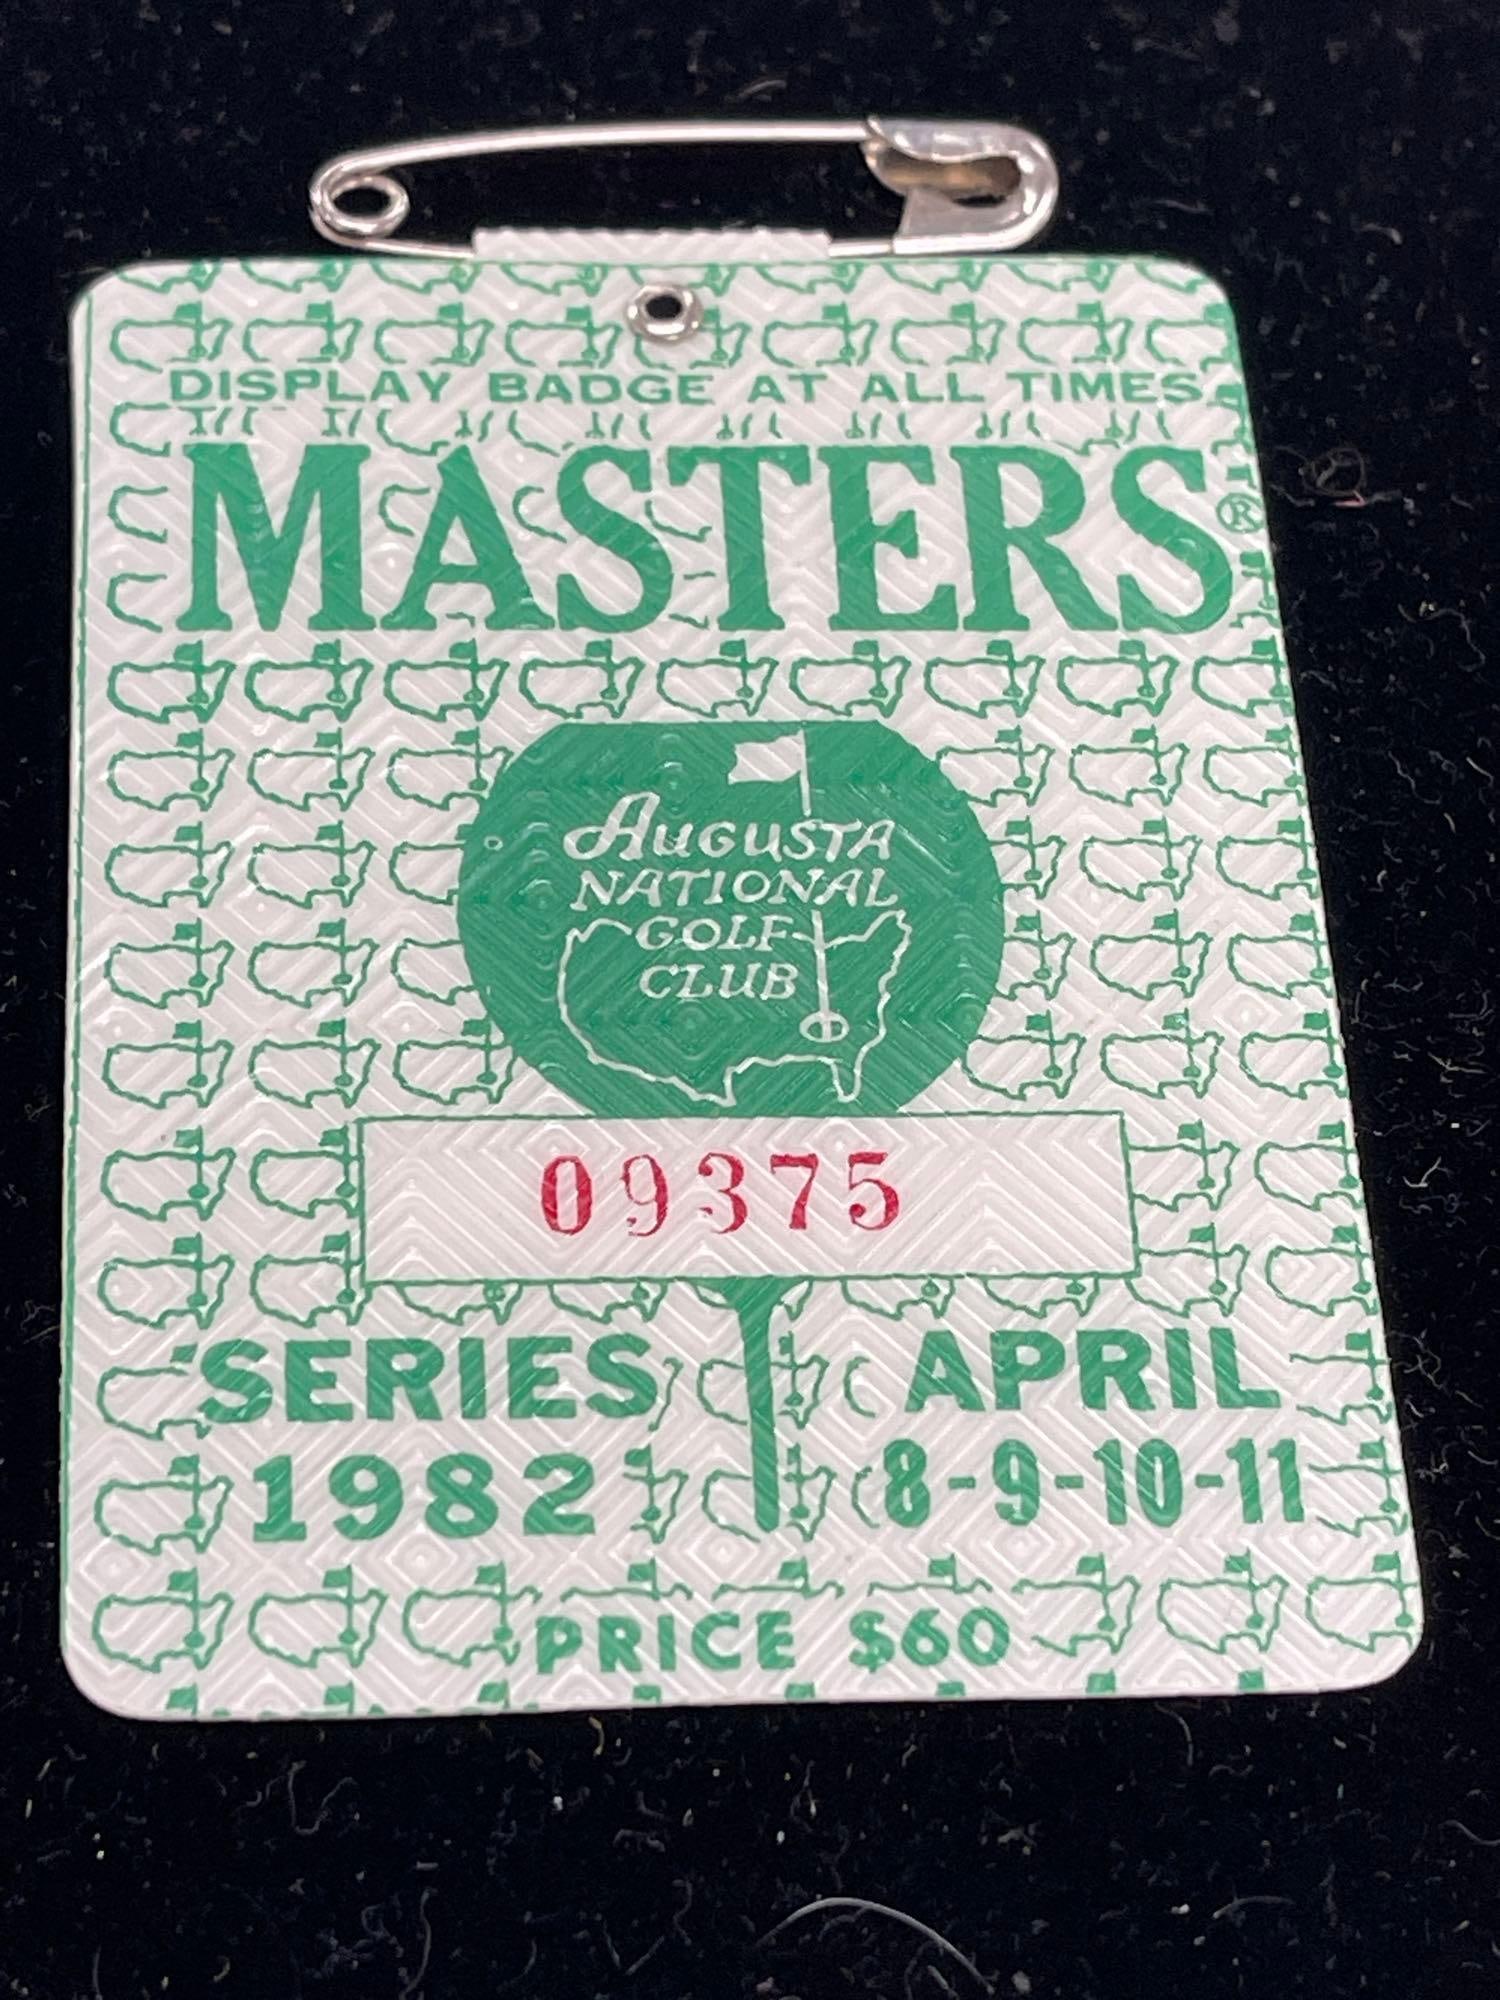 DISPLAY BADGE AT ALL TIMES
MASTERS®
AUGUSTA
NATIONAL
GOLF
CLUB
09375
SERIES APRIL
1982 8-9-10-11
PRICE $60